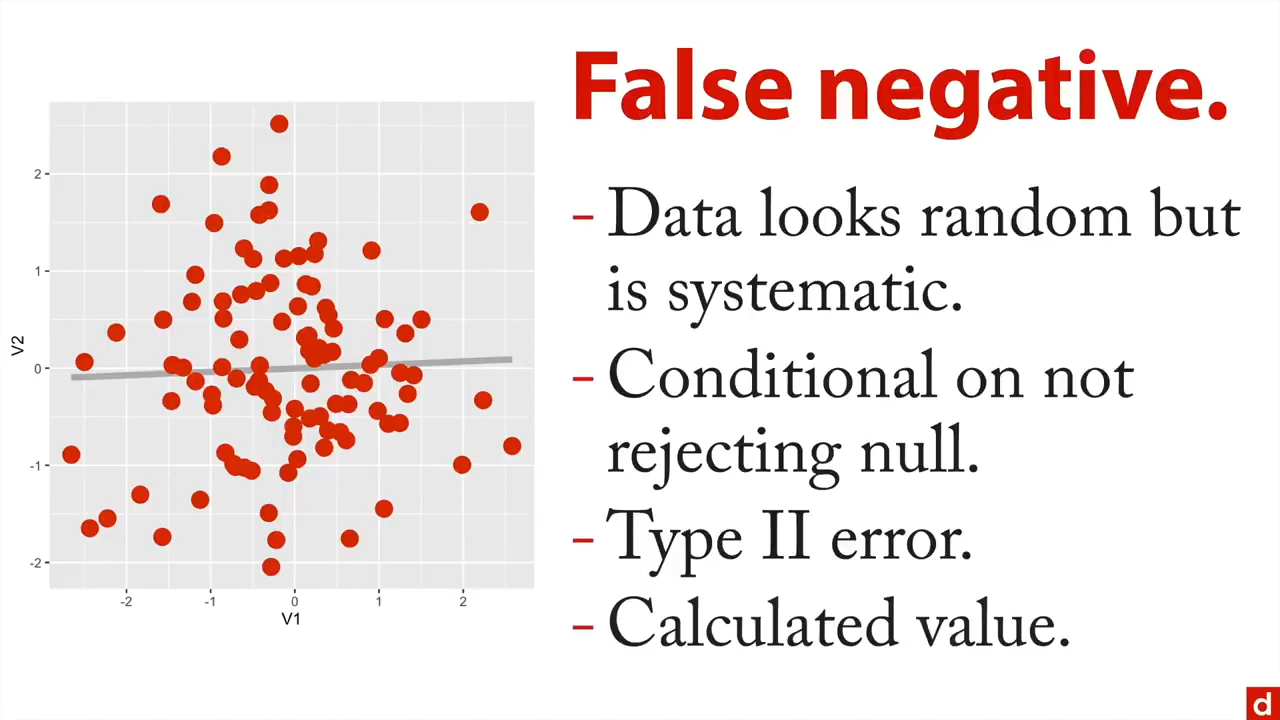 False negative.
- Data looks random but
is systematic.
- Conditional on not
rejecting null.
- Type II error.
- Calculated value.
V2
2
1
0
-1
-2
-2 -1 0 1 2
V1
d